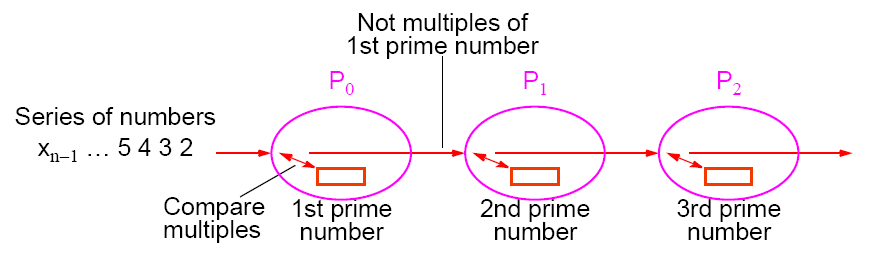 Not multiples of
1st prime number
P0 P1 P2
Series of numbers
xn–1 … 5 4 3 2
Compare
multiples
1st prime
number
2nd prime
number
3rd prime
number